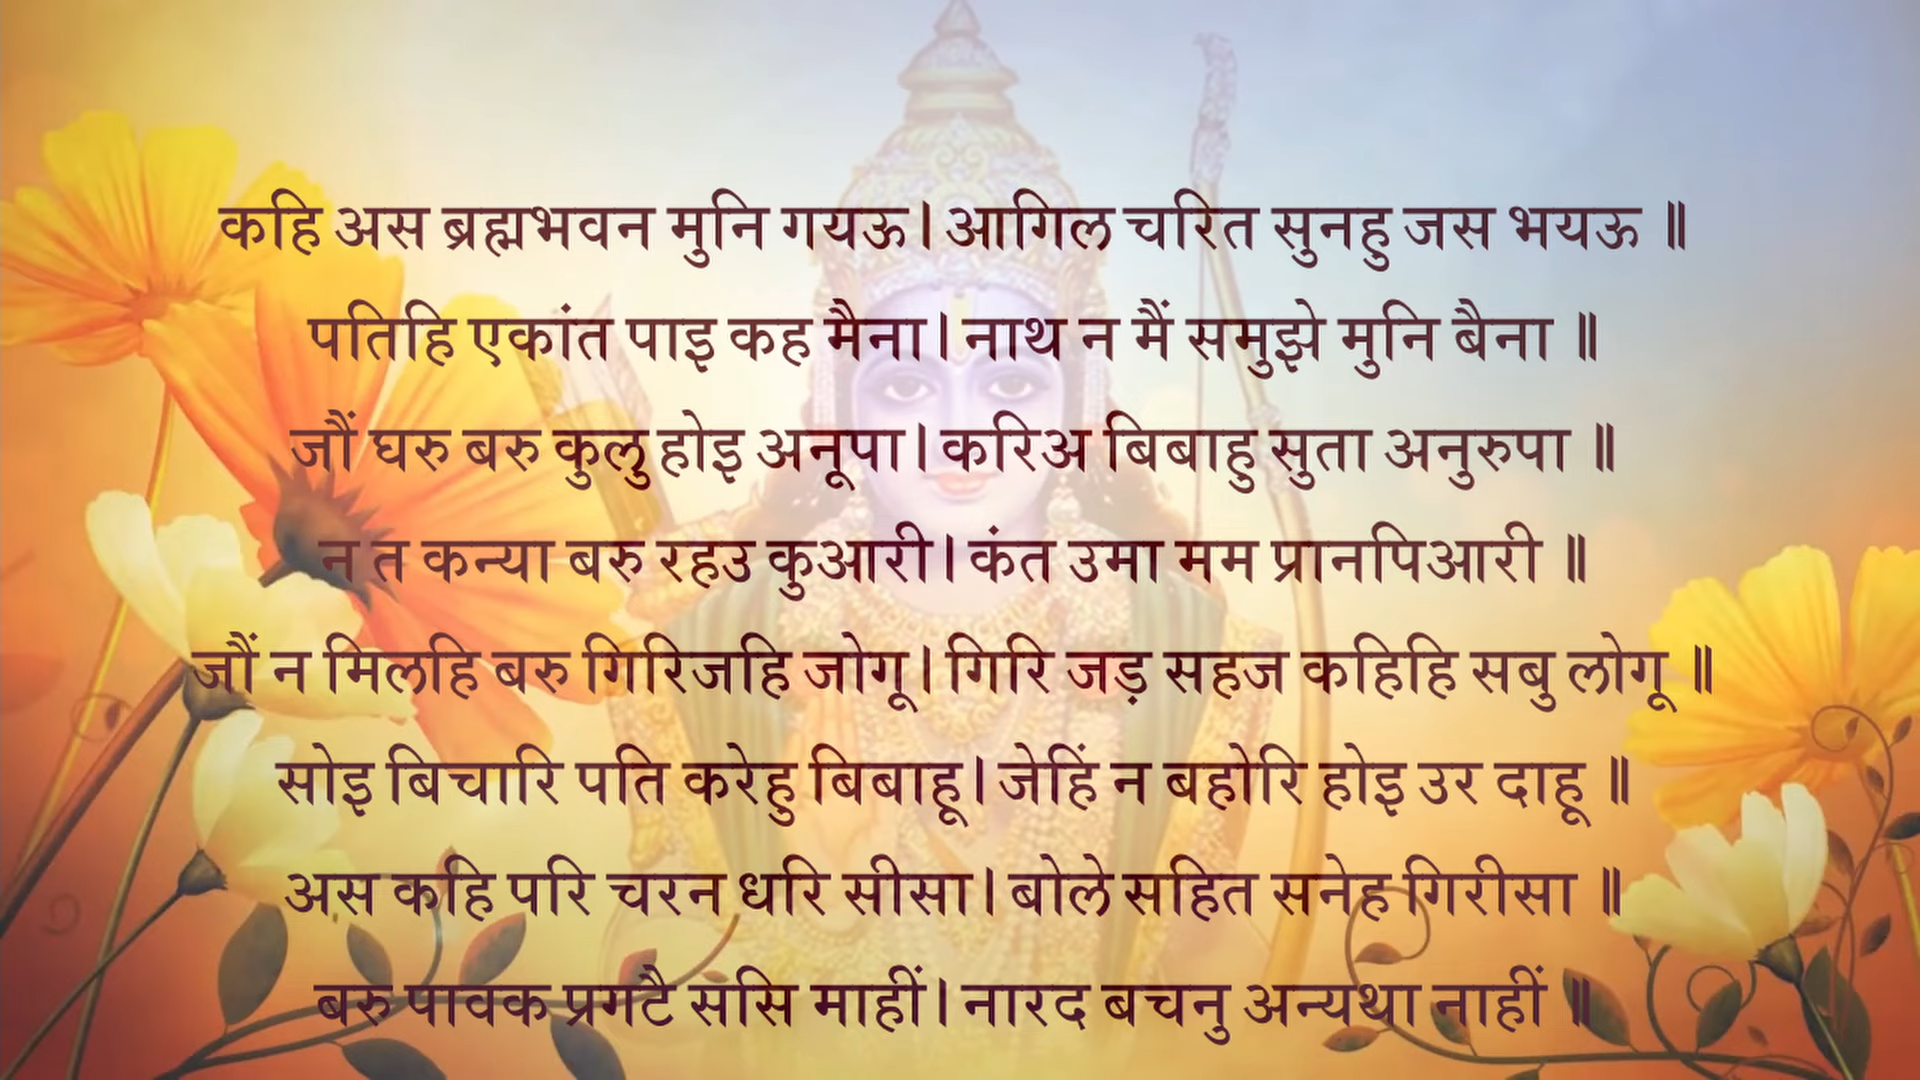 कहि अस ब्रह्मभवन मुनि गयऊ। आगिल चरित सुनहु जस भयऊ ॥
पतिहि एकांत पाइ कह मैना। नाथ न मैं समुझे मुनि बैना ॥
जौं घरु बरु कुलु होइ अनूपा। करिअ बिबाहु सुता अनुरुपा ॥
न त कन्या बरु रहउ कुआरी। कंत उमा मम प्रानपिआरी ॥
जौं न मिलहि बरु गिरिजहि जोगू। गिरि जड़ सहज कहिहि सबु लोगू ॥
सोइ बिचारि पति करेहु बिबाहू। जेहिं न बहोरि होइ उर दाहू ॥
अस कहि परि चरन धरि सीसा। बोले सहित सनेह गिरीसा ॥
बरु पावक प्रगटै ससि माहीं। नारद बचनु अन्यथा नाहीं ॥